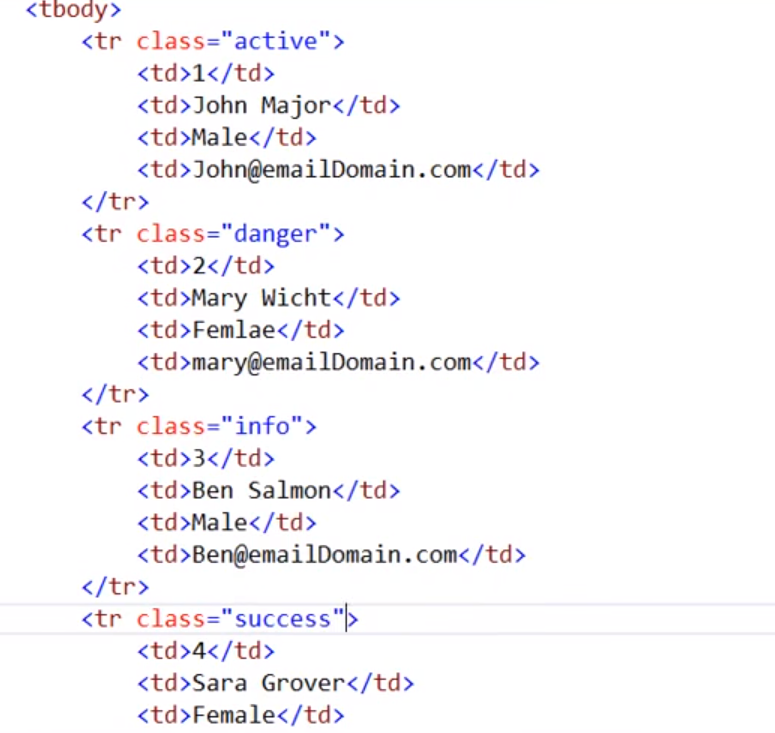 <tbody>
<tr class="active">
<td>1</td>
<td>John Major</td>
<td>Male</td>
<td>John@emailDomain.com</td>
</tr>
<tr class="danger">
<td>2</td>
<td>Mary Wicht</td>
<td>Femlae</td>
<td>mary@emailDomain.com</td>
</tr>
<tr class="info">
<td>3</td>
<td>Ben Salmon</td>
<td>Male</td>
<td>Ben@emailDomain.com</td>
</tr>
<tr class="success">
<td>4</td>
<td>Sara Grover</td>
<td>Female</td>